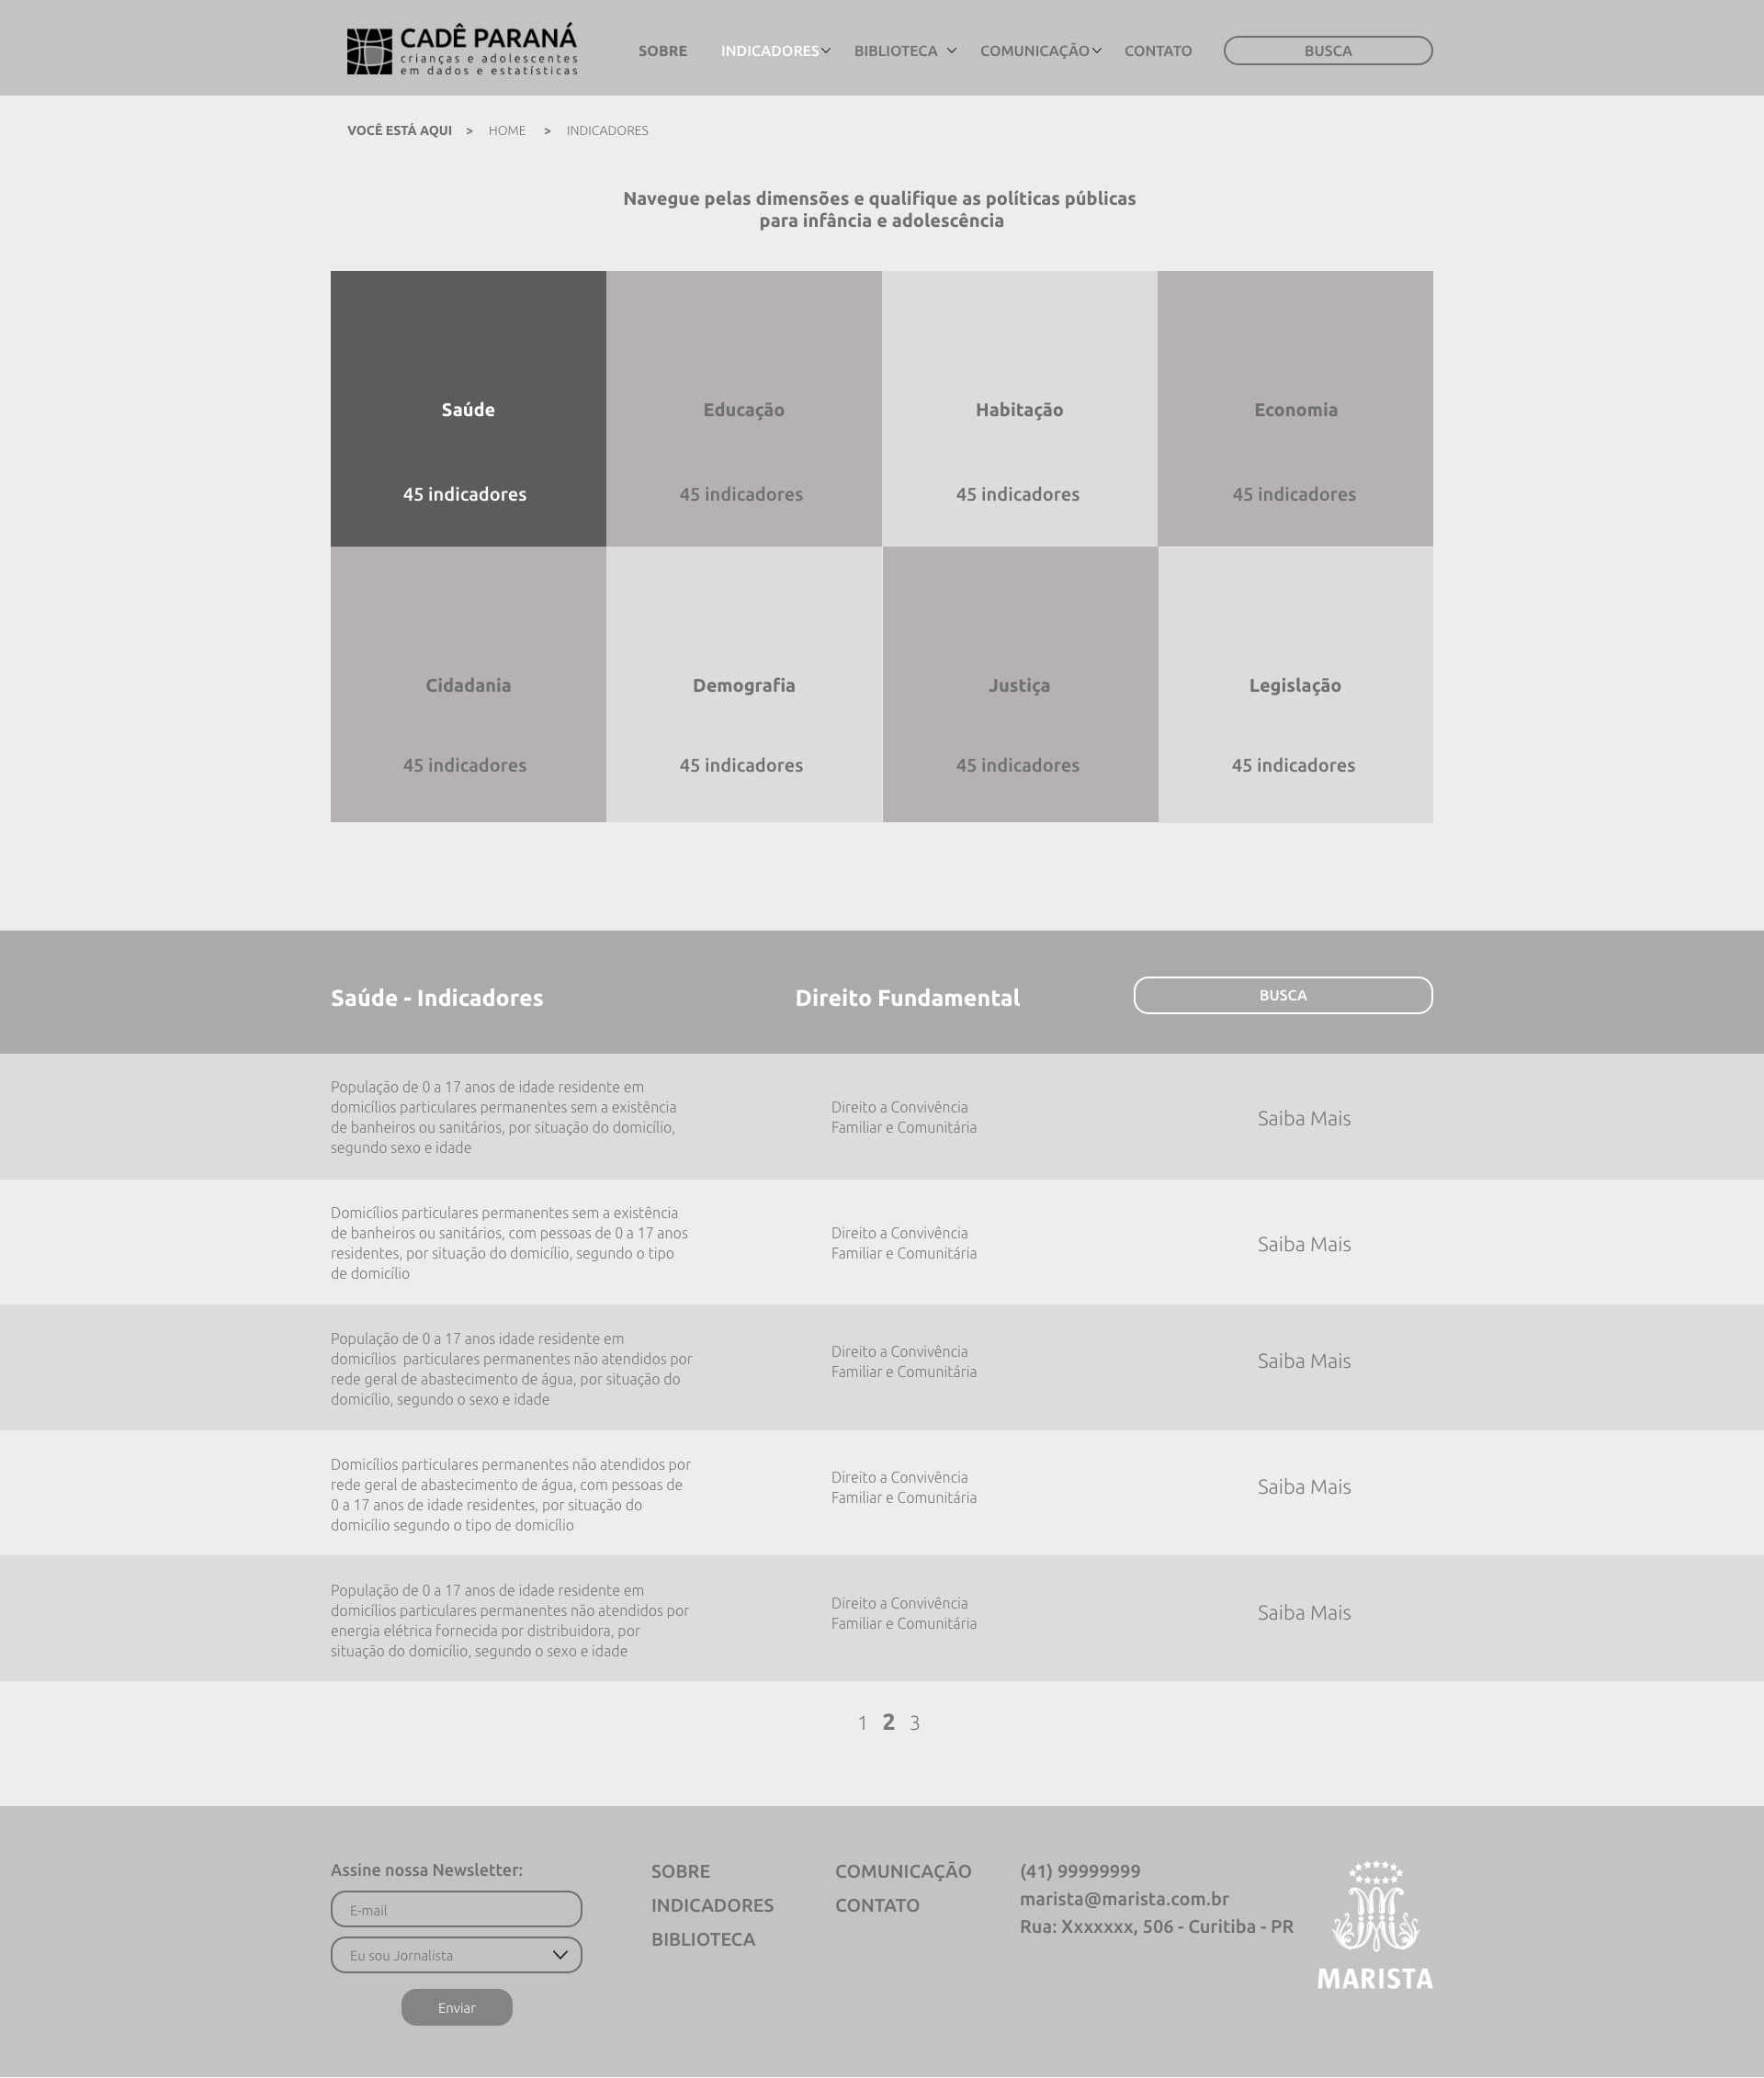 CADÊ PARANÁ
crianças e adolescentes
em dados e estatísticas
SOBRE INDICADORES BIBLIOTECA COMUNICAÇÃO CONTATO BUSCA
VOCÊ ESTÁ AQUI > HOME > INDICADORES
Navegue pelas dimensões e qualifique as políticas públicas
para infância e adolescência
Saúde Educação Habitação Economia
45 indicadores 45 indicadores 45 indicadores 45 indicadores
Cidadania Demografia Justiça Legislação
45 indicadores 45 indicadores 45 indicadores 45 indicadores
Saúde - Indicadores Direito Fundamental BUSCA
População de 0 a 17 anos de idade residente em
domicílios particulares permanentes sem a existência
de banheiros ou sanitários, por situação do domicílio,
segundo sexo e idade
Direito a Convivência
Familiar e Comunitária
Saiba Mais
Domicílios particulares permanentes sem a existência
de banheiros ou sanitários, com pessoas de 0 a 17 anos
residentes, por situação do domicílio, segundo o tipo
de domicílio
Direito a Convivência
Familiar e Comunitária
Saiba Mais
População de 0 a 17 anos idade residente em
domicílios particulares permanentes não atendidos por
rede geral de abastecimento de água, por situação do
domicílio, segundo o sexo e idade
Direito a Convivência
Familiar e Comunitária
Saiba Mais
Domicílios particulares permanentes não atendidos por
rede geral de abastecimento de água, com pessoas de
0 a 17 anos de idade residentes, por situação do
domicílio segundo o tipo de domicílio
Direito a Convivência
Familiar e Comunitária
Saiba Mais
População de 0 a 17 anos de idade residente em
domicílios particulares permanentes não atendidos por
energia elétrica fornecida por distribuidora, por
situação do domicílio, segundo o sexo e idade
Direito a Convivência
Familiar e Comunitária
Saiba Mais
1 2 3
Assine nossa Newsletter:
E-mail
Eu sou Jornalista
Enviar
SOBRE
INDICADORES
BIBLIOTECA
COMUNICAÇÃO
CONTATO
(41) 99999999
marista@marista.com.br
Rua: Xxxxxxx, 506 - Curitiba - PR
MARISTA